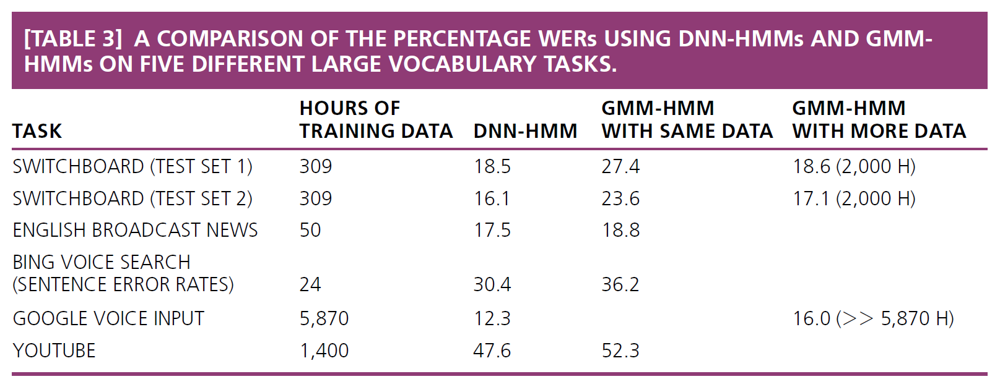 [TABLE 3] A COMPARISON OF THE PERCENTAGE WERs USING DNN-HMMs AND GMM-
HMMs ON FIVE DIFFERENT LARGE VOCABULARY TASKS.
HOURS OF GMM-HMM GMM-HMM
TASK TRAINING DATA DNN-HMM WITH SAME DATA WITH MORE DATA
SWITCHBOARD (TEST SET 1) 309 18.5 27.4 18.6 (2,000 H)
SWITCHBOARD (TEST SET 2) 309 16.1 23.6 17.1 (2,000 H)
ENGLISH BROADCAST NEWS 50 17.5 18.8
BING VOICE SEARCH
(SENTENCE ERROR RATES) 24 30.4 36.2
GOOGLE VOICE INPUT 5,870 12.3 16.0 (>> 5,870 H)
YOUTUBE 1,400 47.6 52.3